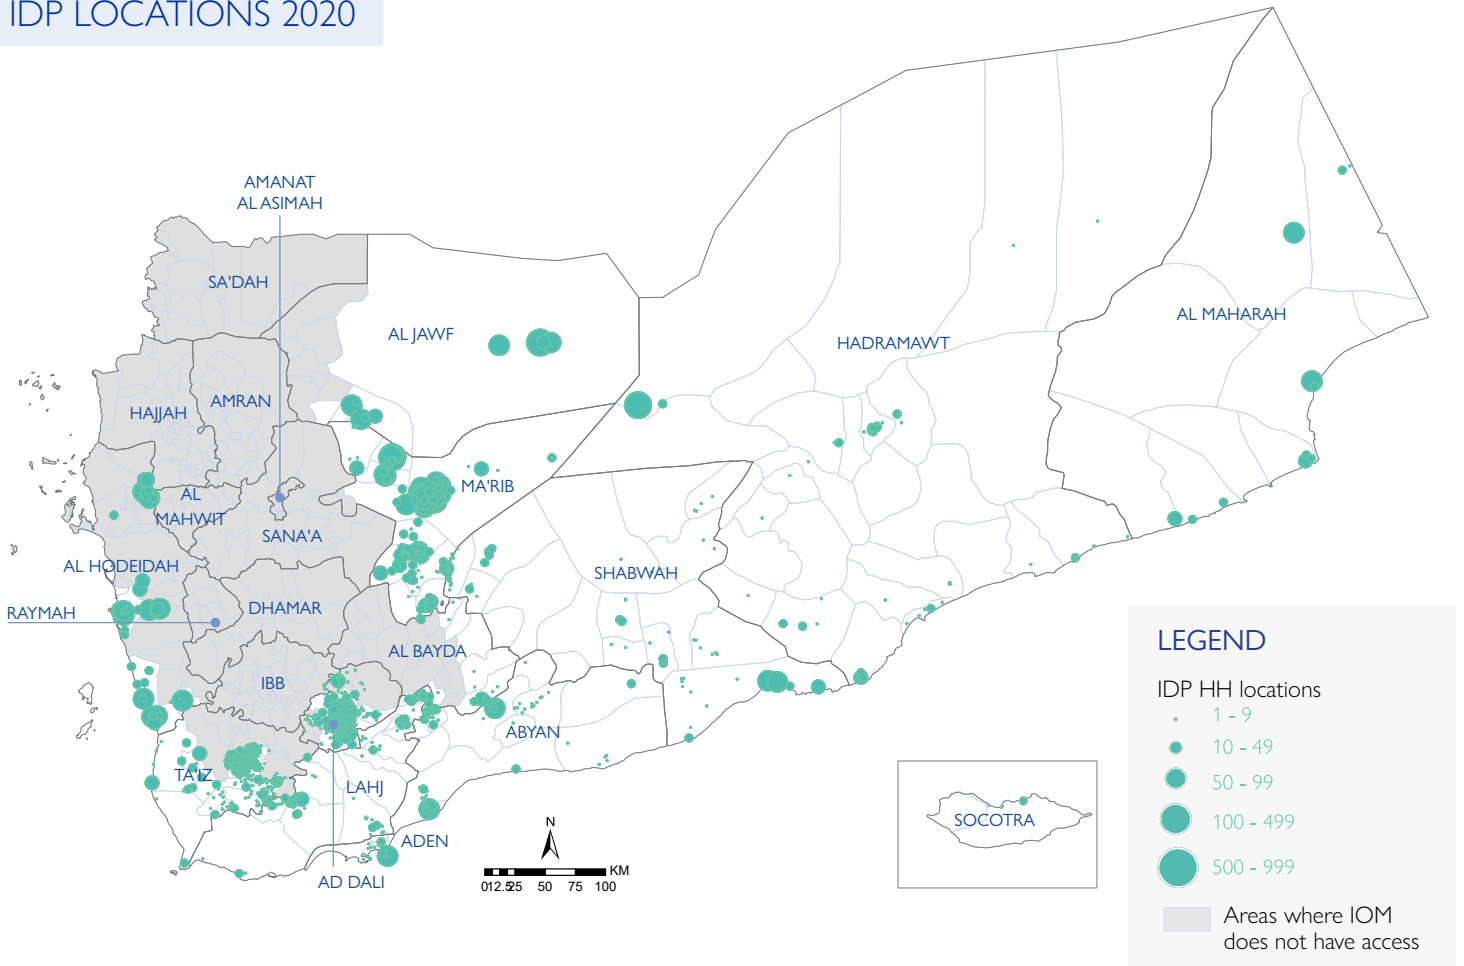 IDP LOCATIONS 2020
AMANAT
AL ASIMAH
SA'DAH
AL JAWF
HADRAMAWT
AL MAHARAH
HAJJAH
AMRAN
AL
MAHWIT
MA'RIB
SANA'A
AL HODEIDAH
SHABWAH
RAYMAH
DHAMAR
AL BAYDA
IBB
ABYAN
TA'IZ
LAHJ
ADEN
AD DALI
SOCOTRA
N
KM
0 12.5 25 50 75 100
LEGEND
IDP HH locations
1 - 9
10 - 49
50 - 99
100 - 499
500 - 999
Areas where IOM
does not have access